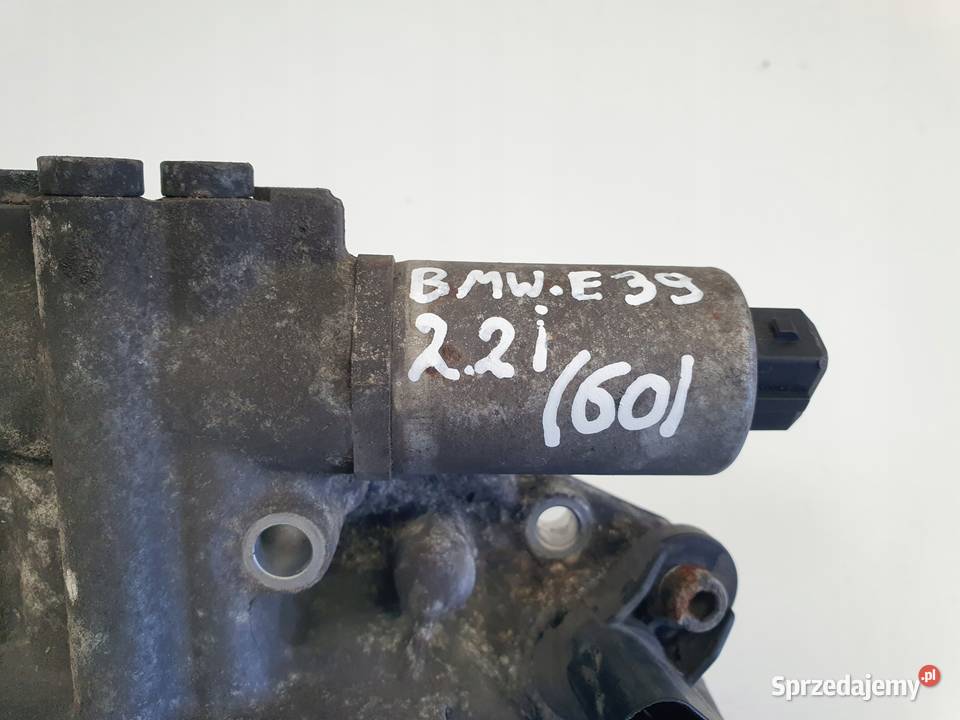 BMW.E39
2.2i
(60)
Sprzedajemy.pl